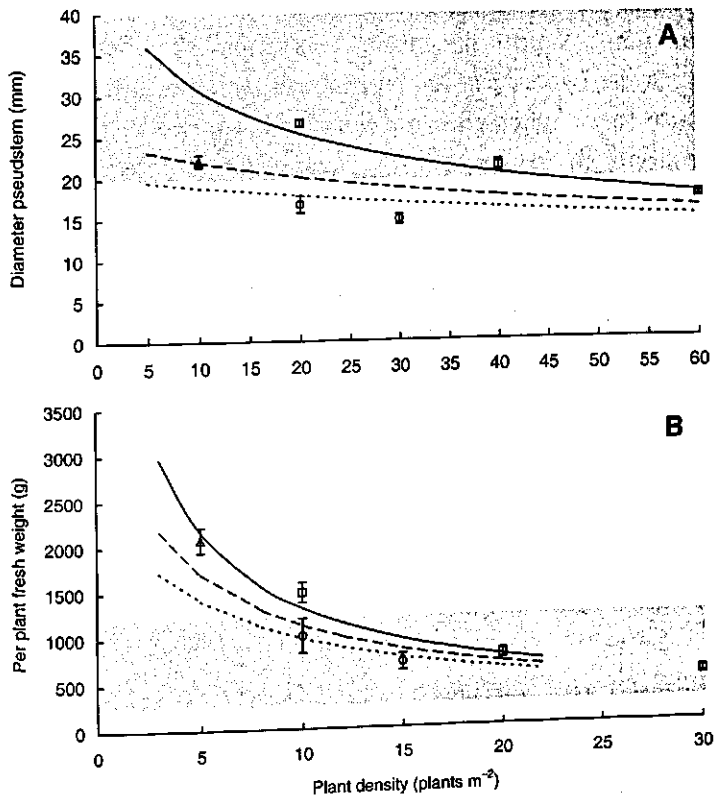 A
Diameter pseudstem (mm)
40
35
30
25
20
15
10
5
0
0 5 10 15 20 25 30 35 40 45 50 55 60
B
Per plant fresh weight (g)
3500
3000
2500
2000
1500
1000
500
0
0 5 10 15 20 25 30
Plant density (plants m⁻²)